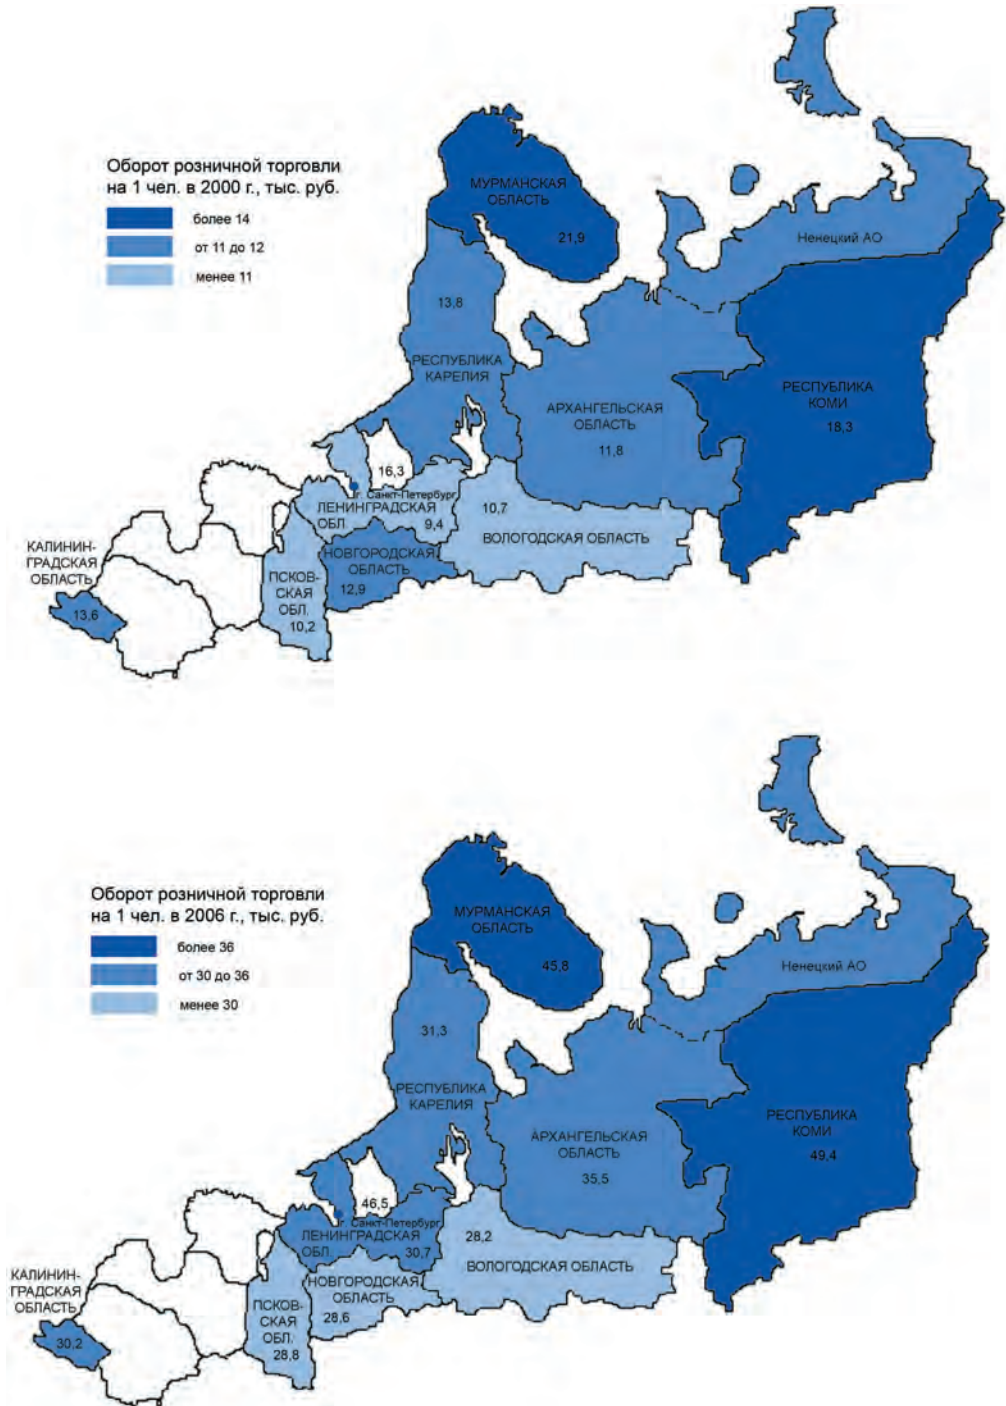 Оборот розничной торговли
на 1 чел. в 2000 г., тыс. руб.
более 14
от 11 до 12
менее 11
МУРМАНСКАЯ
ОБЛАСТЬ
21,9
Ненецкий АО
13,8
РЕСПУБЛИКА
КАРЕЛИЯ
АРХАНГЕЛЬСКАЯ
ОБЛАСТЬ
11,8
РЕСПУБЛИКА
КОМИ
18,3
16,3
г. Санкт-Петербург
ЛЕНИНГРАДСКАЯ
ОБЛ.
9,4
10,7
ВОЛОГОДСКАЯ ОБЛАСТЬ
НОВГОРОДСКАЯ
ОБЛАСТЬ
12,9
ПСКОВ-
СКАЯ
ОБЛ.
10,2
КАЛИНИН-
ГРАДСКАЯ
ОБЛАСТЬ
13,6
Оборот розничной торговли
на 1 чел. в 2006 г., тыс. руб.
более 36
от 30 до 36
менее 30
МУРМАНСКАЯ
ОБЛАСТЬ
45,8
Ненецкий АО
31,3
РЕСПУБЛИКА
КАРЕЛИЯ
АРХАНГЕЛЬСКАЯ
ОБЛАСТЬ
35,5
РЕСПУБЛИКА
КОМИ
49,4
46,5
г. Санкт-Петербург
ЛЕНИНГРАДСКАЯ
ОБЛ.
30,7
28,2
ВОЛОГОДСКАЯ ОБЛАСТЬ
НОВГОРОДСКАЯ
ОБЛАСТЬ
28,6
ПСКОВ-
СКАЯ
ОБЛ.
28,8
КАЛИНИН-
ГРАДСКАЯ
ОБЛАСТЬ
30,2